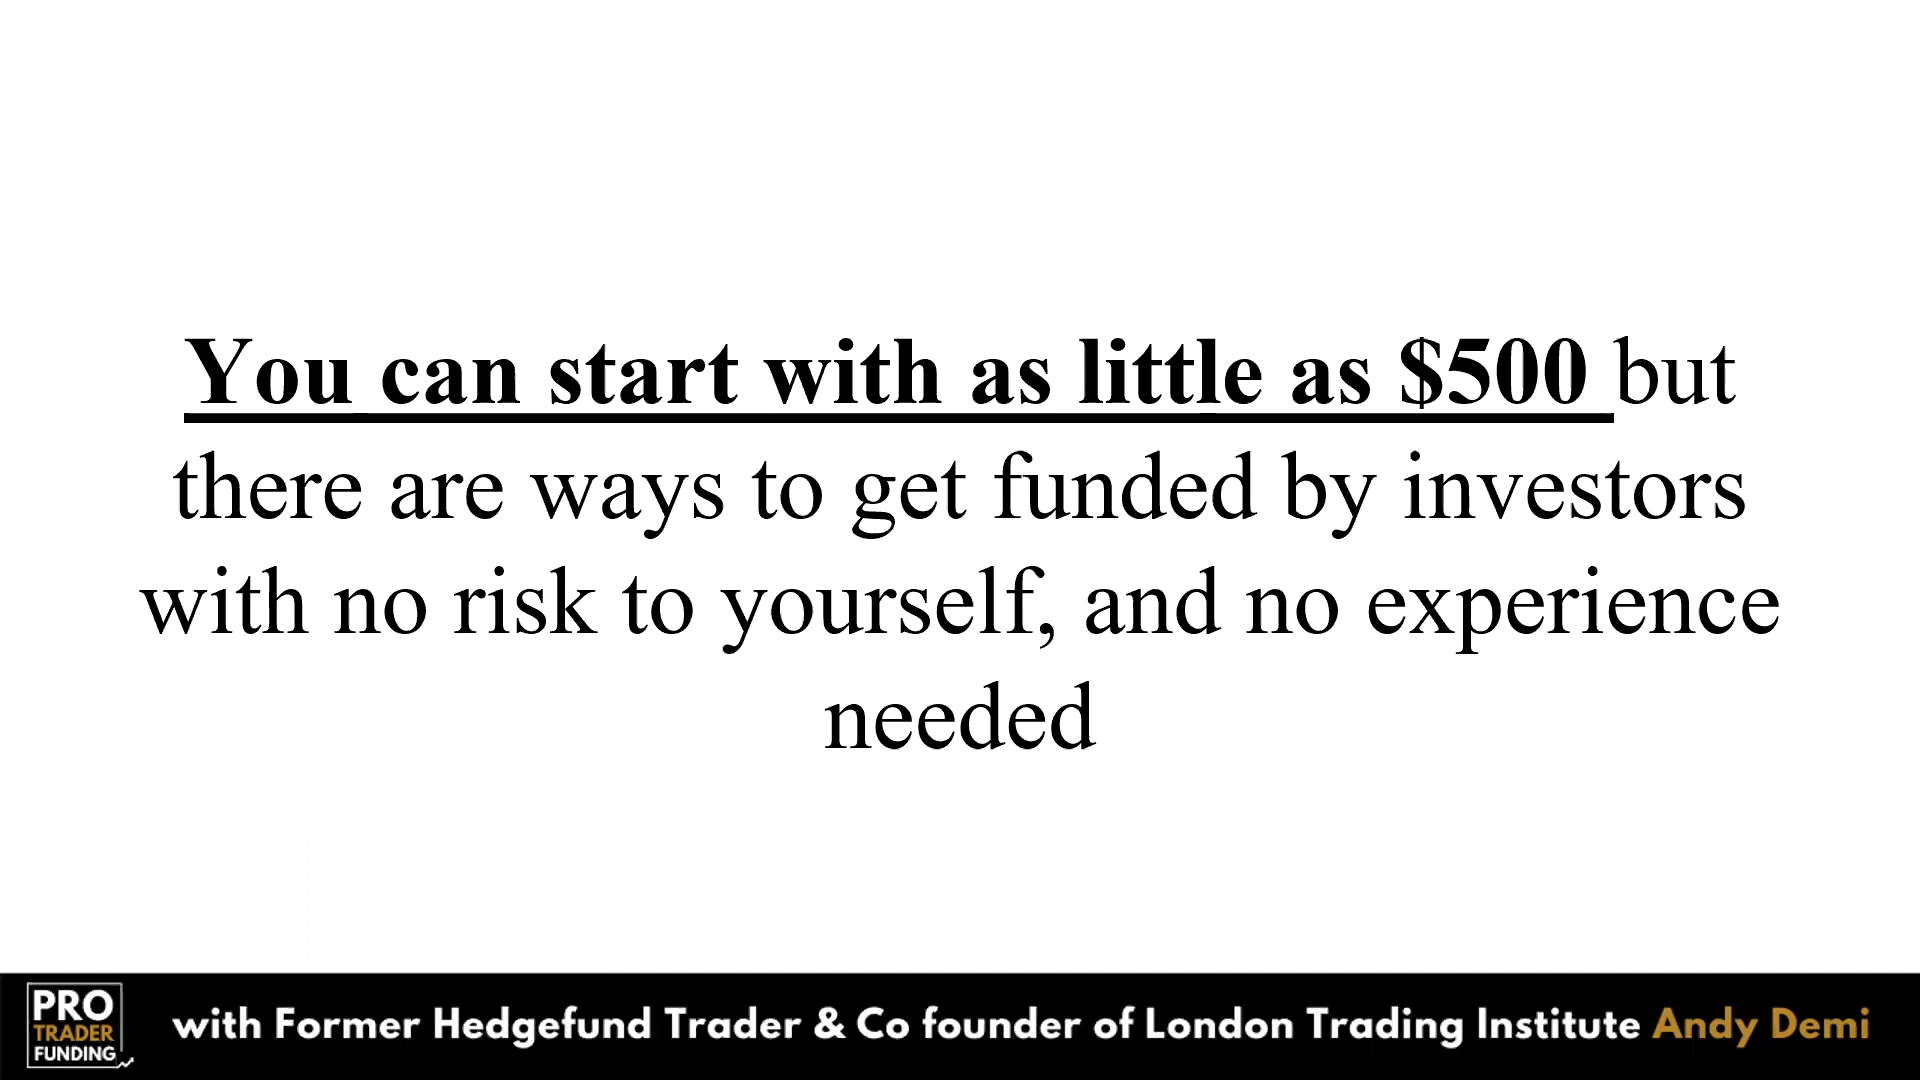 You can start with as little as $500 but
there are ways to get funded by investors
with no risk to yourself, and no experience
needed
PRO
TRADER
FUNDING
with Former Hedgefund Trader & Co founder of London Trading Institute Andy Demi